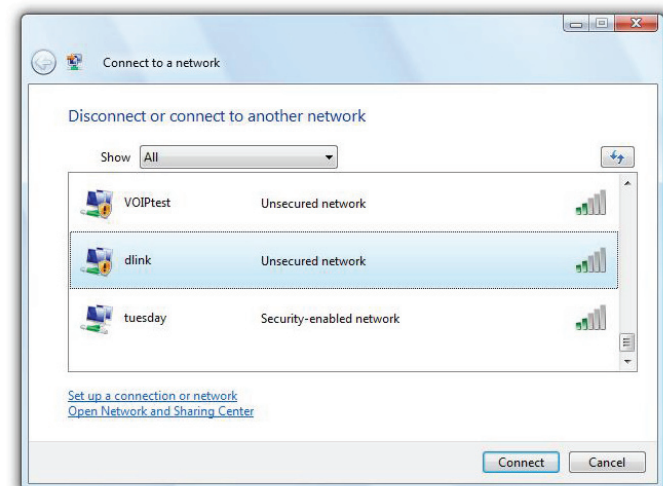 Connect to a network
Disconnect or connect to another network
Show All
VOIPtest Unsecured network
dlink Unsecured network
tuesday Security-enabled network
Set up a connection or network
Open Network and Sharing Center
Connect Cancel